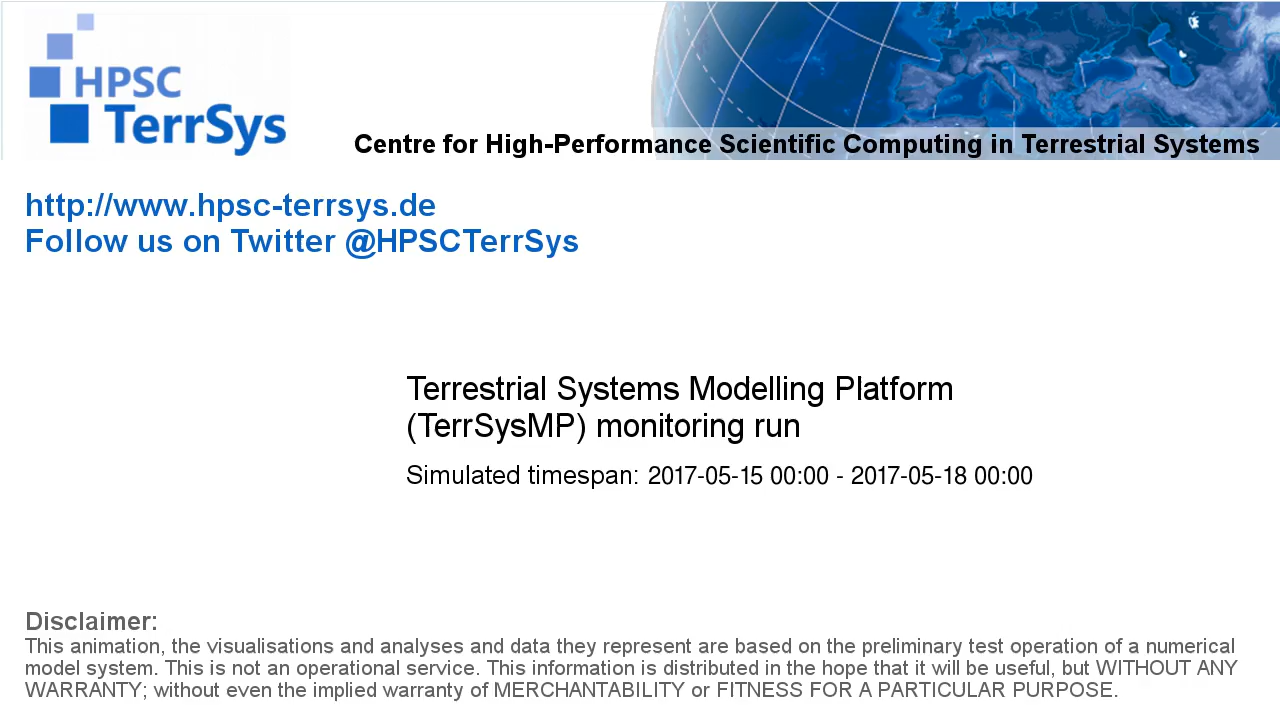 HPSC
TerrSys
Centre for High-Performance Scientific Computing in Terrestrial Systems
http://www.hpsc-terrsys.de
Follow us on Twitter @HPSCTerrSys
Terrestrial Systems Modelling Platform
(TerrSysMP) monitoring run
Simulated timespan: 2017-05-15 00:00 - 2017-05-18 00:00
Disclaimer:
This animation, the visualisations and analyses and data they represent are based on the preliminary test operation of a numerical
model system. This is not an operational service. This information is distributed in the hope that it will be useful, but WITHOUT ANY
WARRANTY; without even the implied warranty of MERCHANTABILITY or FITNESS FOR A PARTICULAR PURPOSE.